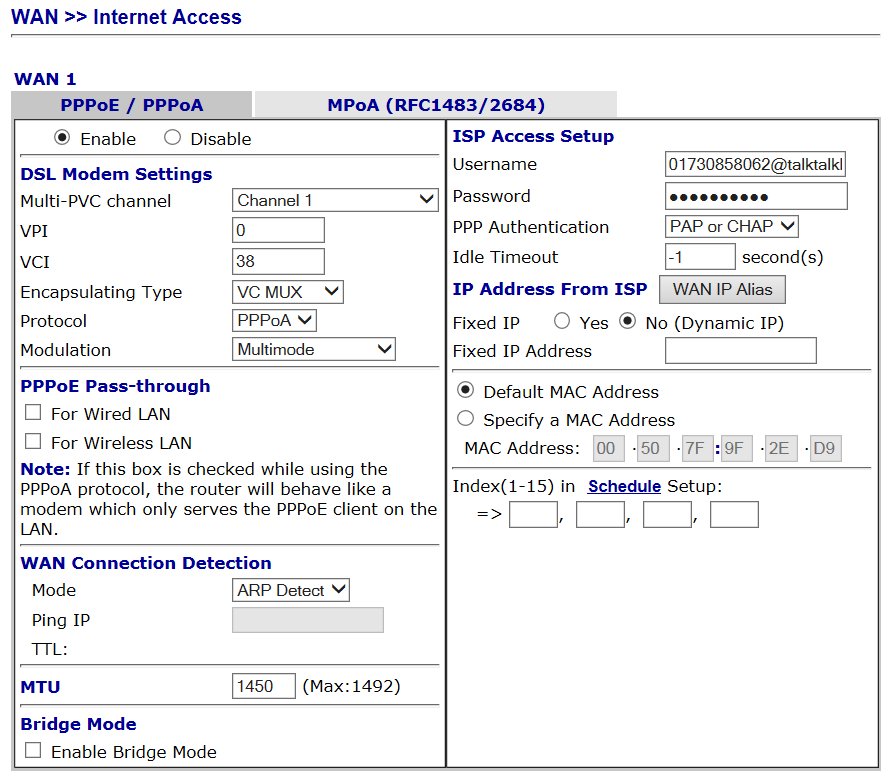 WAN >> Internet Access
WAN 1
PPPoE / PPPoA
MPoA (RFC1483/2684)
Enable Disable
DSL Modem Settings
Multi-PVC channel Channel 1
VPI 0
VCI 38
Encapsulating Type VC MUX
Protocol PPPoA
Modulation Multimode
PPPoE Pass-through
For Wired LAN
For Wireless LAN
Note: If this box is checked while using the
PPPoA protocol, the router will behave like a
modem which only serves the PPPoE client on the
LAN.
WAN Connection Detection
Mode ARP Detect
Ping IP
TTL:
MTU 1450 (Max:1492)
Bridge Mode
Enable Bridge Mode
ISP Access Setup
Username 01730858062@talktalkl
Password ●●●●●●●●●●
PPP Authentication PAP or CHAP
Idle Timeout -1 second(s)
IP Address From ISP WAN IP Alias
Fixed IP Yes No (Dynamic IP)
Fixed IP Address
Default MAC Address
Specify a MAC Address
MAC Address: 00 · 50 · 7F : 9F · 2E · D9
Index(1-15) in Schedule Setup:
=> , , ,